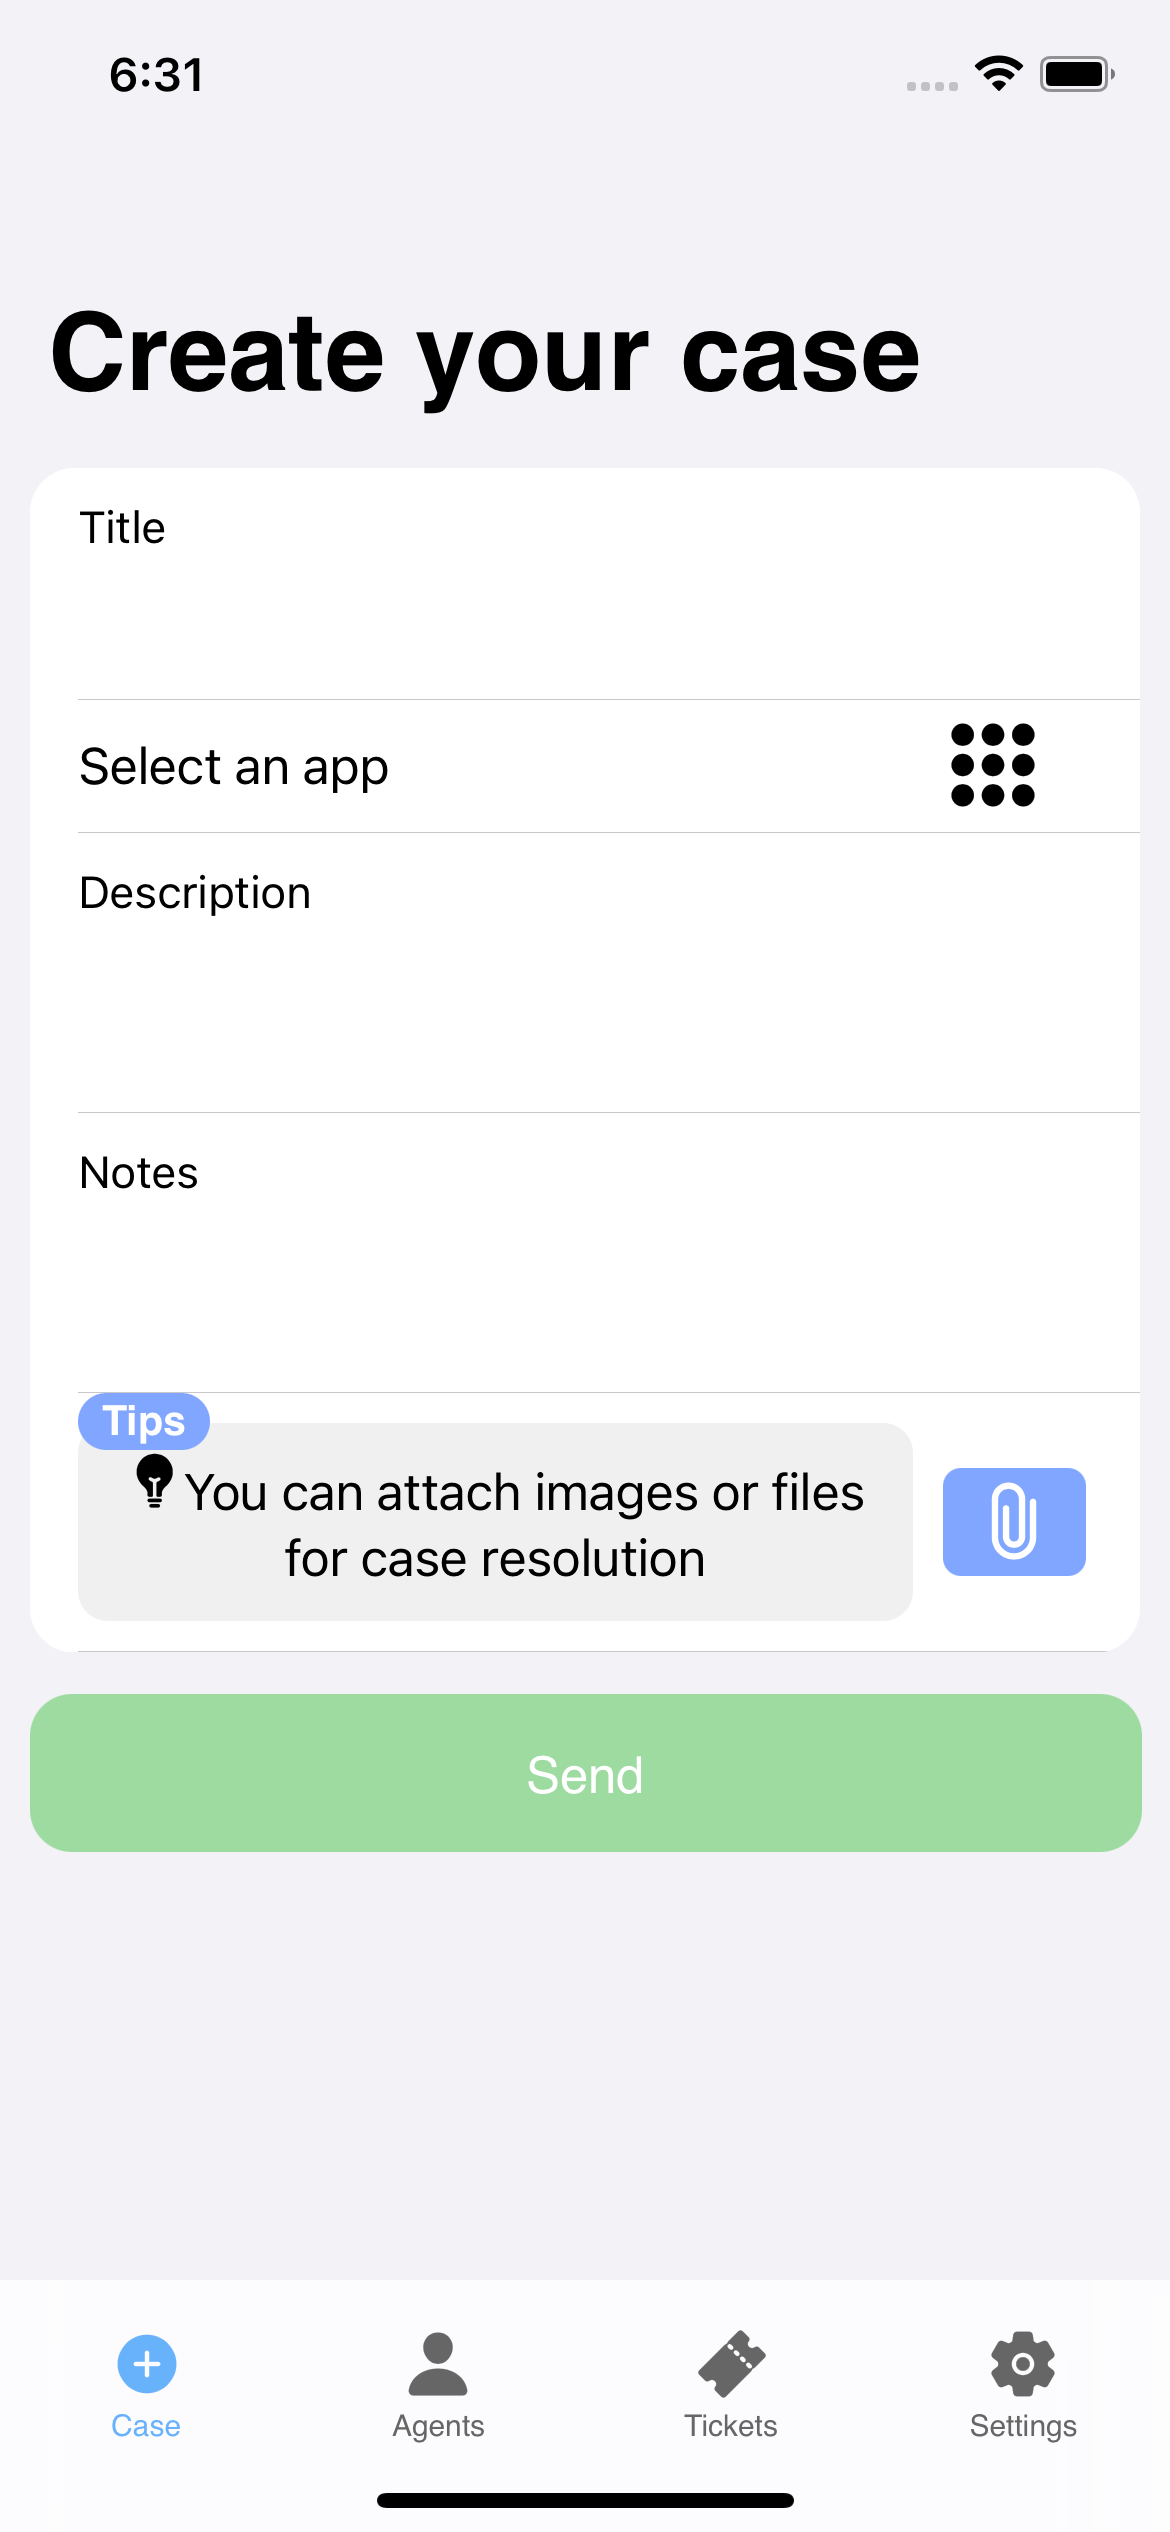 6:31
Create your case
Title
Select an app
Description
Notes
Tips
You can attach images or files
for case resolution
Send
Case
Agents
Tickets
Settings